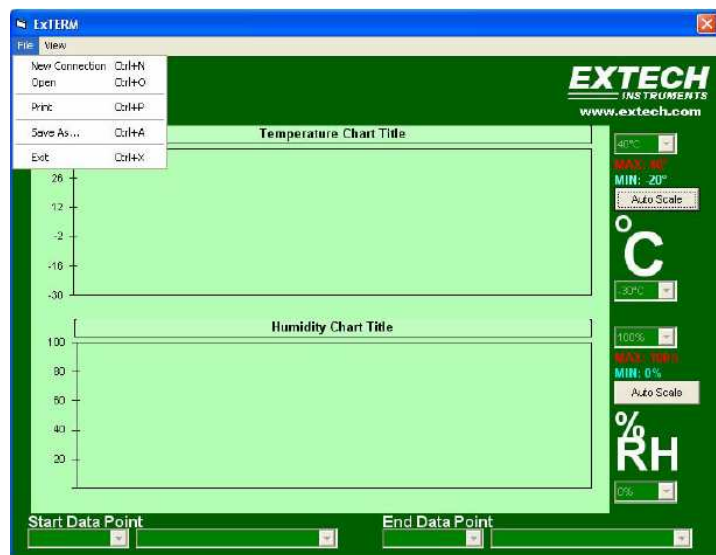 ExTERM
File View
New Connection Ctrl+N
Open Ctrl+O
Print Ctrl+P
Save As... Ctrl+A
Exit Ctrl+X
EXTECH
INSTRUMENTS
www.extech.com
Temperature Chart Title
40°C
MIN: -20°
Auto Scale
°C
-30°C
26
12
-2
-16
-30
Humidity Chart Title
100%
MIN: 0%
Auto Scale
%
RH
0%
100
80
60
40
20
Start Data Point
End Data Point